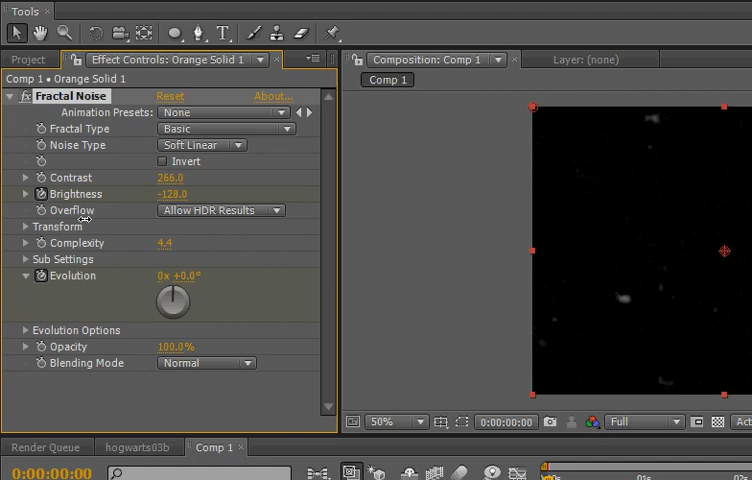 Tools
Project
Effect Controls: Orange Solid 1
Composition: Comp 1
Layer: (none)
Comp 1 • Orange Solid 1
Comp 1
fx Fractal Noise Reset About...
Animation Presets: None
Fractal Type Basic
Noise Type Soft Linear
Invert
Contrast 266.0
Brightness -128.0
Overflow Allow HDR Results
Transform
Complexity 4.4
Sub Settings
Evolution 0x +0.0°
Evolution Options
Opacity 100.0%
Blending Mode Normal
50% 0:00:00:00 Full
Render Queue hogwarts03b Comp 1
0:00:00:00 01s 02s